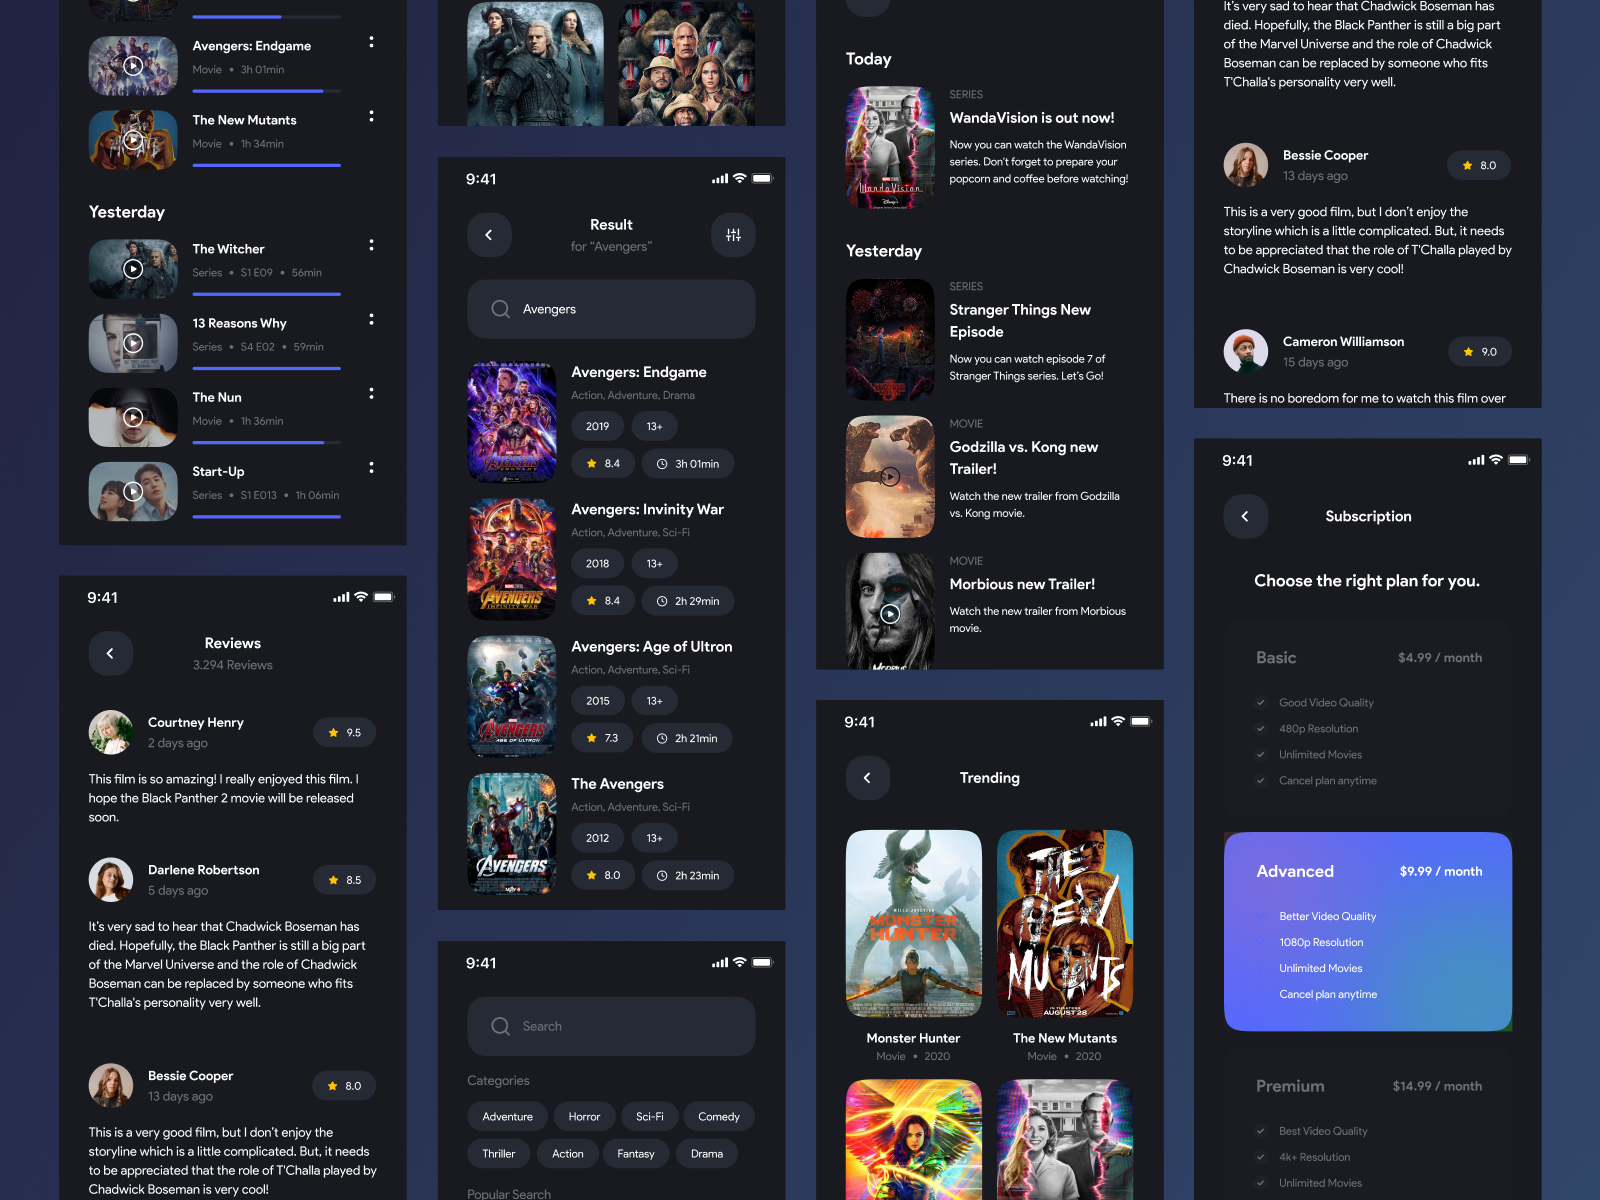 Avengers: Endgame
Movie • 3h 01min
The New Mutants
Movie • 1h 34min
Yesterday
The Witcher
Series • S1 E09 • 56min
13 Reasons Why
Series • S4 E02 • 59min
The Nun
Movie • 1h 36min
Start-Up
Series • S1 E013 • 1h 06min
9:41
Reviews
3.294 Reviews
Courtney Henry
2 days ago
9.5
This film is so amazing! I really enjoyed this film. I
hope the Black Panther 2 movie will be released
soon.
Darlene Robertson
5 days ago
8.5
It's very sad to hear that Chadwick Boseman has
died. Hopefully, the Black Panther is still a big part
of the Marvel Universe and the role of Chadwick
Boseman can be replaced by someone who fits
T'Challa's personality very well.
Bessie Cooper
13 days ago
8.0
This is a very good film, but I don't enjoy the
storyline which is a little complicated. But, it needs
to be appreciated that the role of T'Challa played by
Chadwick Boseman is very cool!
9:41
Result
for “Avengers”
Avengers
Avengers: Endgame
Action, Adventure, Drama
2019 13+
8.4 3h 01min
Avengers: Invinity War
Action, Adventure, Sci-Fi
2018 13+
8.4 2h 29min
AVENGERS
INFINITY WAR
Avengers: Age of Ultron
Action, Adventure, Sci-Fi
2015 13+
7.3 2h 21min
AVENGERS
AGE OF ULTRON
The Avengers
Action, Adventure, Sci-Fi
2012 13+
8.0 2h 23min
AVENGERS
9:41
Search
Categories
Adventure Horror Sci-Fi Comedy
Thriller Action Fantasy Drama
Popular Search
Today
SERIES
WandaVision is out now!
Now you can watch the WandaVision
series. Don't forget to prepare your
popcorn and coffee before watching!
WandaVision
Disney+
Yesterday
SERIES
Stranger Things New
Episode
Now you can watch episode 7 of
Stranger Things series. Let's Go!
MOVIE
Godzilla vs. Kong new
Trailer!
Watch the new trailer from Godzilla
vs. Kong movie.
MOVIE
Morbious new Trailer!
Watch the new trailer from Morbious
movie.
MORBIUS
9:41
Trending
MONSTER
HUNTER
Monster Hunter
Movie • 2020
THE
NEW
MUTANTS
IN THEATERS
AUGUST 28
The New Mutants
Movie • 2020
It's very sad to hear that Chadwick Boseman has
died. Hopefully, the Black Panther is still a big part
of the Marvel Universe and the role of Chadwick
Boseman can be replaced by someone who fits
T'Challa's personality very well.
Bessie Cooper
13 days ago
8.0
This is a very good film, but I don't enjoy the
storyline which is a little complicated. But, it needs
to be appreciated that the role of T'Challa played by
Chadwick Boseman is very cool!
Cameron Williamson
15 days ago
9.0
There is no boredom for me to watch this film over
9:41
Subscription
Choose the right plan for you.
Basic $4.99 / month
Good Video Quality
480p Resolution
Unlimited Movies
Cancel plan anytime
Advanced $9.99 / month
Better Video Quality
1080p Resolution
Unlimited Movies
Cancel plan anytime
Premium $14.99 / month
Best Video Quality
4k+ Resolution
Unlimited Movies